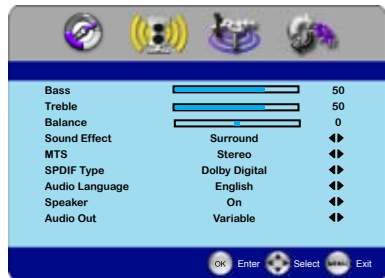 Bass 50
Treble 50
Balance 0
Sound Effect Surround
MTS Stereo
SPDIF Type Dolby Digital
Audio Language English
Speaker On
Audio Out Variable
OK Enter Select MENU Exit